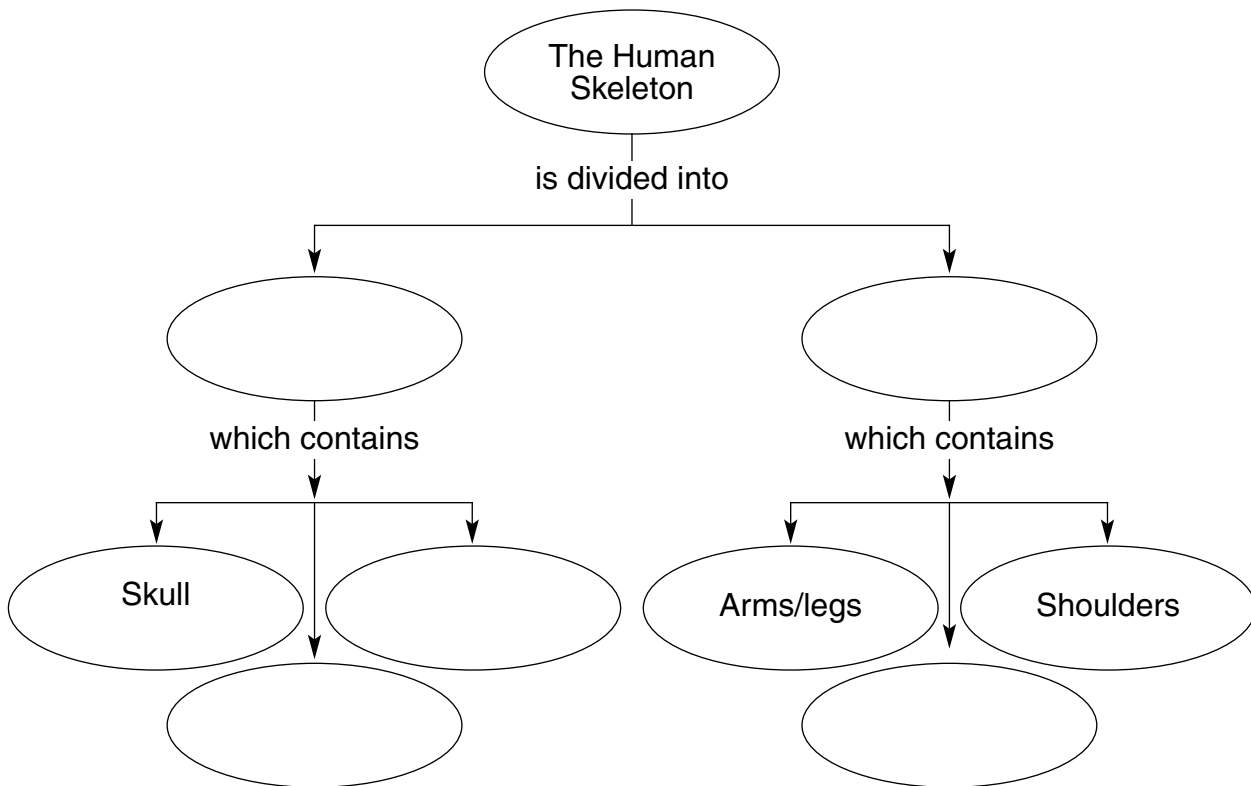 The Human
Skeleton
is divided into
which contains
which contains
Skull
Arms/legs
Shoulders